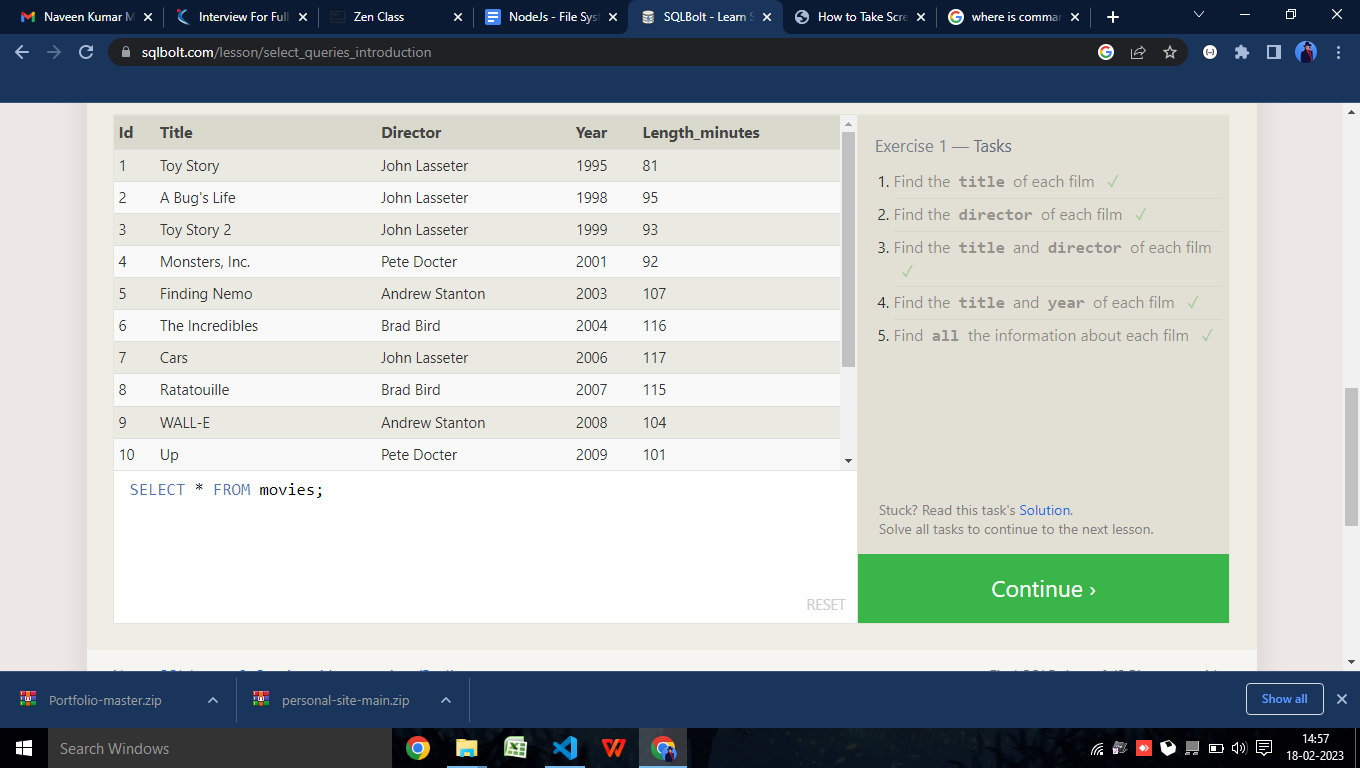 Naveen Kumar M
Interview For Full
Zen Class
NodeJs - File Sys
SQLBolt - Learn S
How to Take Scre
where is comman
sqlbolt.com/lesson/select_queries_introduction
Id Title Director Year Length_minutes
1 Toy Story John Lasseter 1995 81
2 A Bug's Life John Lasseter 1998 95
3 Toy Story 2 John Lasseter 1999 93
4 Monsters, Inc. Pete Docter 2001 92
5 Finding Nemo Andrew Stanton 2003 107
6 The Incredibles Brad Bird 2004 116
7 Cars John Lasseter 2006 117
8 Ratatouille Brad Bird 2007 115
9 WALL-E Andrew Stanton 2008 104
10 Up Pete Docter 2009 101
SELECT * FROM movies;
RESET
Exercise 1 — Tasks
1. Find the title of each film ✓
2. Find the director of each film ✓
3. Find the title and director of each film
✓
4. Find the title and year of each film ✓
5. Find all the information about each film ✓
Stuck? Read this task's Solution.
Solve all tasks to continue to the next lesson.
Continue ›
Portfolio-master.zip
personal-site-main.zip
Show all
Search Windows
14:57
18-02-2023